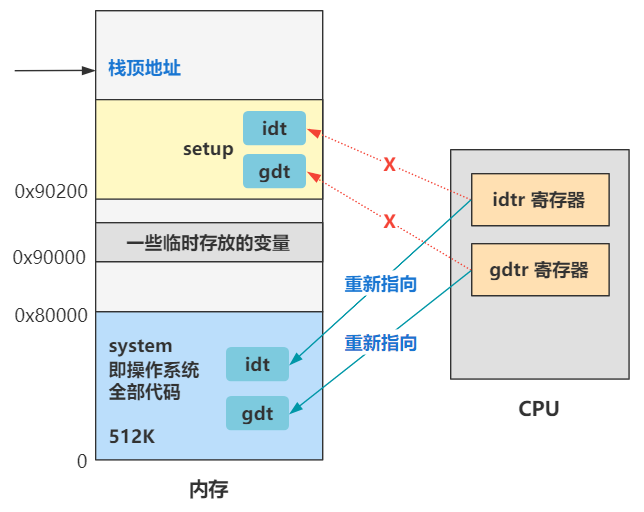 栈顶地址
idt
setup
gdt
0x90200
一些临时存放的变量
0x90000
0x80000
system
即操作系统
全部代码
512K
idt
gdt
0
内存
X
X
重新指向
重新指向
idtr 寄存器
gdtr 寄存器
CPU